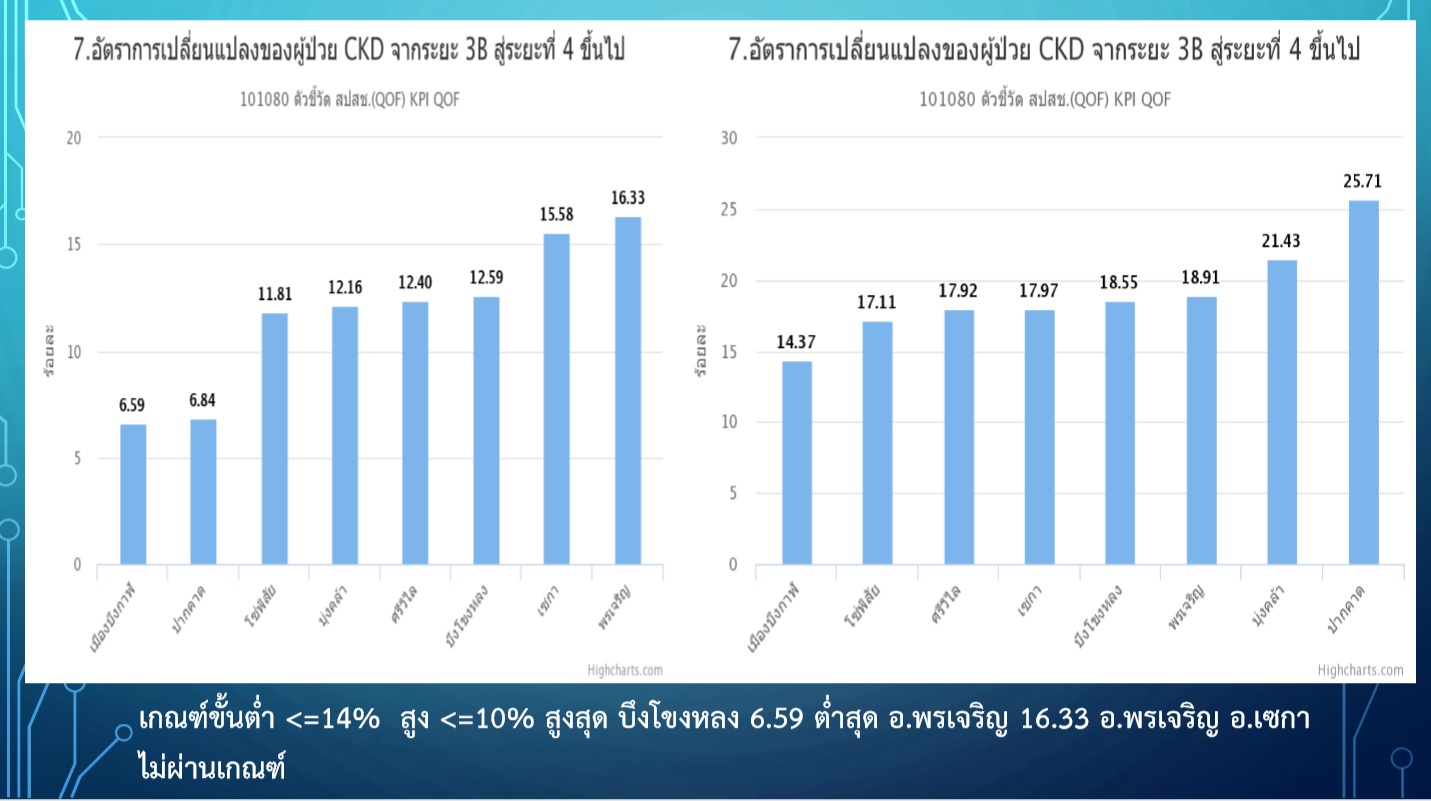 7.อัตราการเปลี่ยนแปลงของผู้ป่วย CKD จากระยะ 3B สู่ระยะที่ 4 ขึ้นไป
101080 ตัวชี้วัด สปสช.(QOF) KPI QOF
ร้อยละ
20
15
10
5
0
6.59
6.84
11.81
12.16
12.40
12.59
15.58
16.33
เมืองบึงกาฬ
ปากคาด
โซ่พิสัย
บุ่งคล้า
ศรีวิไล
บึงโขงหลง
เซกา
พรเจริญ
Highcharts.com
7.อัตราการเปลี่ยนแปลงของผู้ป่วย CKD จากระยะ 3B สู่ระยะที่ 4 ขึ้นไป
101080 ตัวชี้วัด สปสช.(QOF) KPI QOF
ร้อยละ
30
25
20
15
10
5
0
14.37
17.11
17.92
17.97
18.55
18.91
21.43
25.71
เมืองบึงกาฬ
โซ่พิสัย
ศรีวิไล
เซกา
บึงโขงหลง
พรเจริญ
บุ่งคล้า
ปากคาด
Highcharts.com
เกณฑ์ขั้นต่ำ <=14% สูง <=10% สูงสุด บึงโขงหลง 6.59 ต่ำสุด อ.พรเจริญ 16.33 อ.พรเจริญ อ.เซกา
ไม่ผ่านเกณฑ์